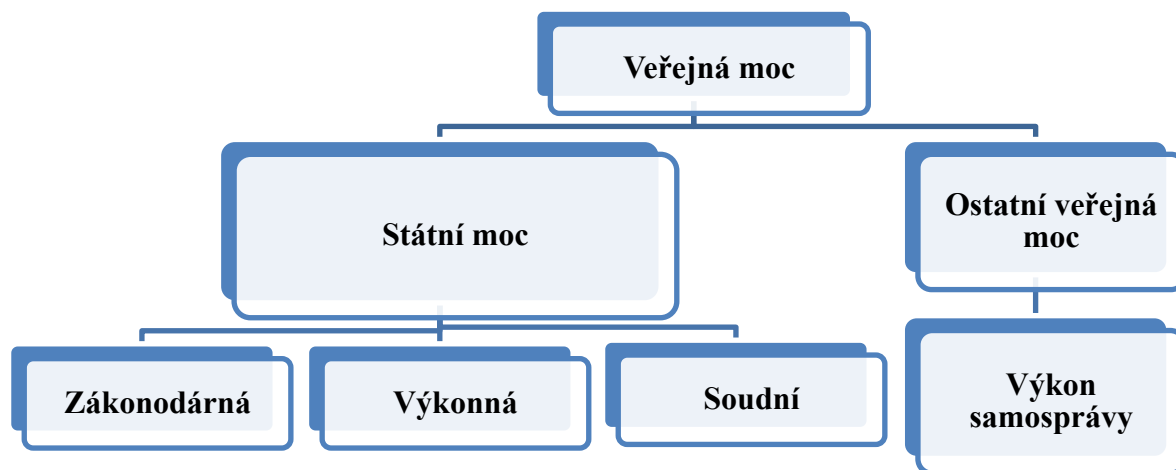 Veřejná moc
Státní moc
Ostatní veřejná
moc
Zákonodárná
Výkonná
Soudní
Výkon
samosprávy